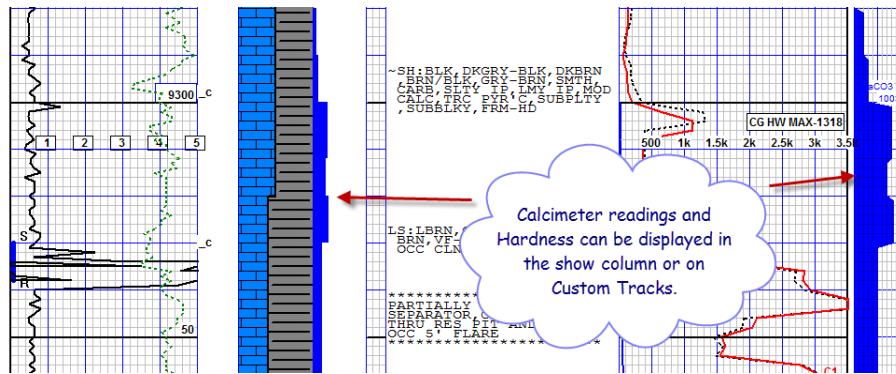 9300
_c
1 2 3 4 5
S
_c
R
50
~SH:BLK,DKGRY-BLK,DKBRN
,BRN/BLK,GRY-BRN,SMTH,
CARB,SLTY IP,LMY IP,MOD
CALC,TRC PYR'C,SUBPLTY
,SUBBLKY,FRM-HD
LS:LBRN,
BRN,VF-
OCC CLN
************************
PARTIALLY
SEPARATOR,
THRU RES PIT AND
OCC 5' FLARE
************************
CG HW MAX-1318
500 1k 1.5k 2k 2.5k 3k 3.5k
Calcimeter readings and
Hardness can be displayed in
the show column or on
Custom Tracks.
C1
aCO3
100